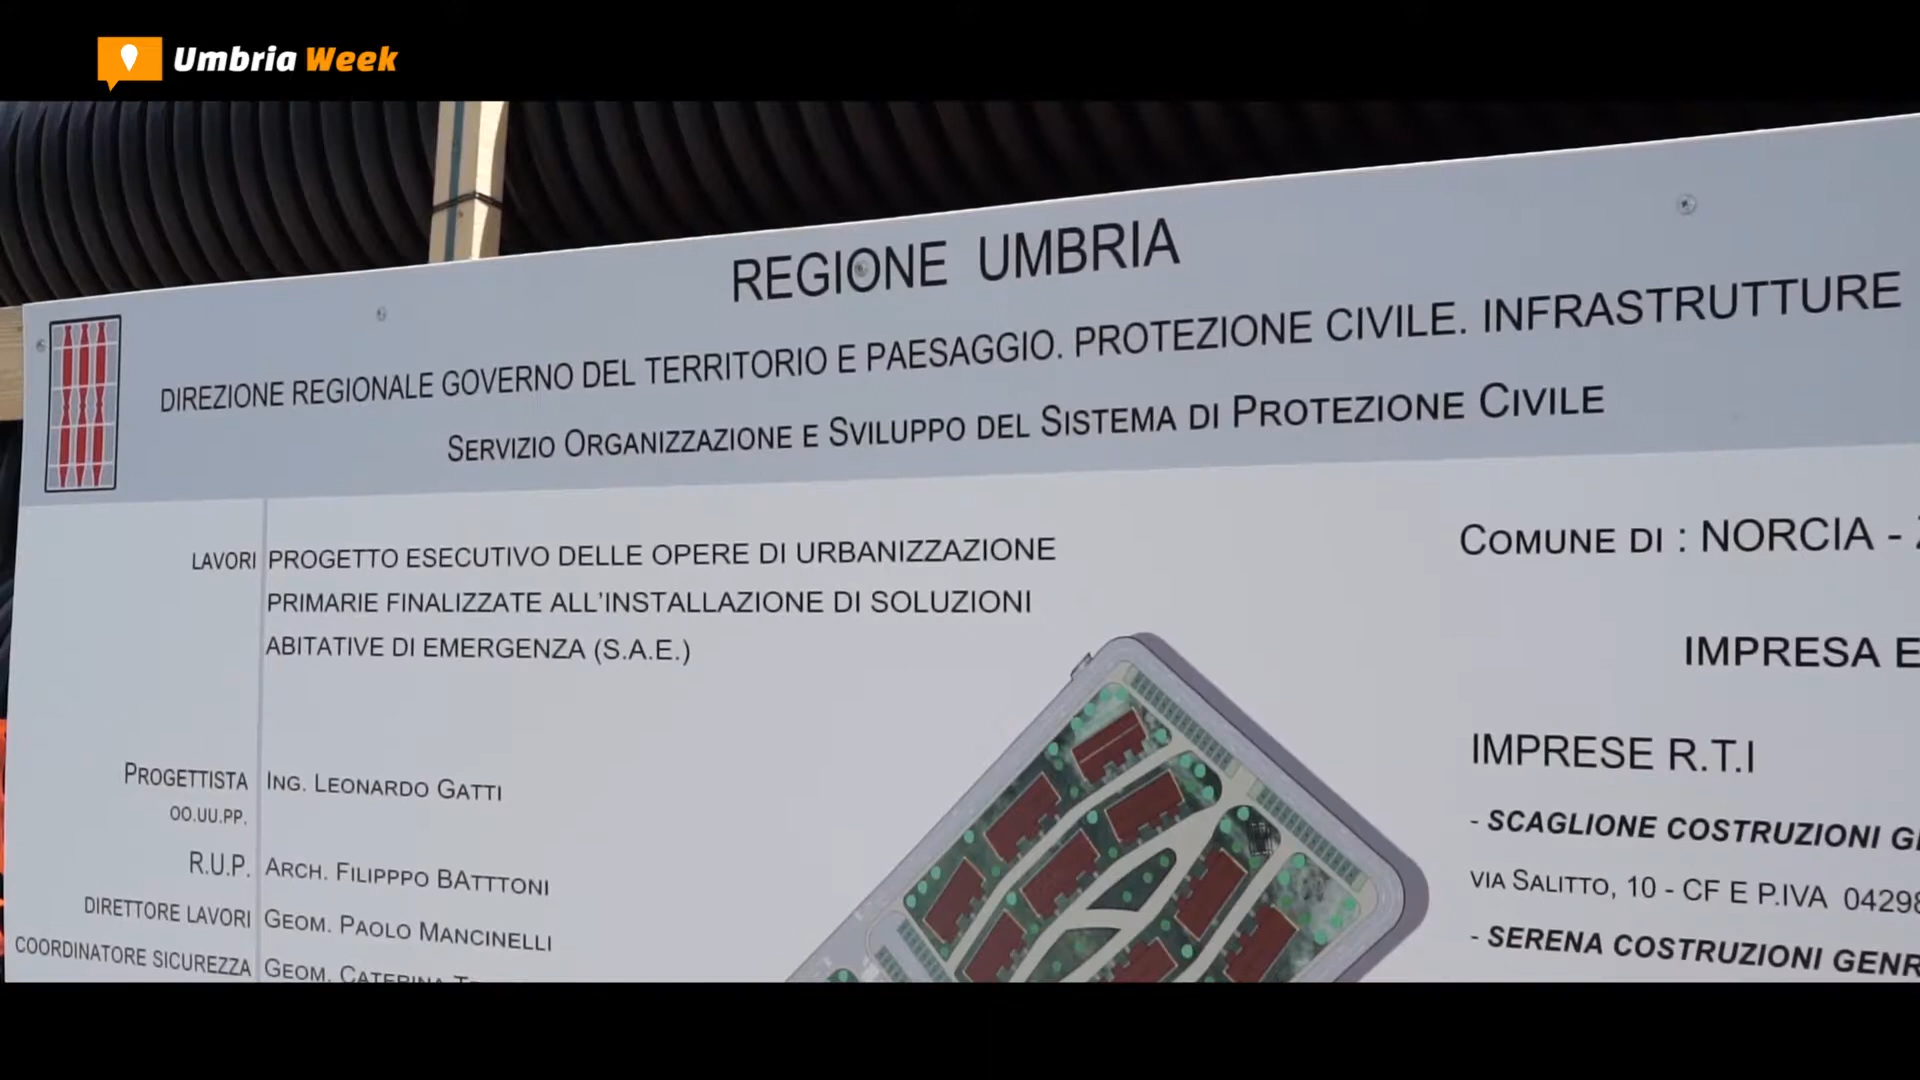 Umbria Week
REGIONE UMBRIA
DIREZIONE REGIONALE GOVERNO DEL TERRITORIO E PAESAGGIO. PROTEZIONE CIVILE. INFRASTRUTTURE
SERVIZIO ORGANIZZAZIONE E SVILUPPO DEL SISTEMA DI PROTEZIONE CIVILE
LAVORI PROGETTO ESECUTIVO DELLE OPERE DI URBANIZZAZIONE
PRIMARIE FINALIZZATE ALL'INSTALLAZIONE DI SOLUZIONI
ABITATIVE DI EMERGENZA (S.A.E.)
PROGETTISTA ING. LEONARDO GATTI
OO.UU.PP.
R.U.P. ARCH. FILIPPPO BATTTONI
DIRETTORE LAVORI GEOM. PAOLO MANCINELLI
COORDINATORE SICUREZZA GEOM. CATERINA
COMUNE DI : NORCIA -
IMPRESA E
IMPRESE R.T.I
- SCAGLIONE COSTRUZIONI
VIA SALITTO, 10 - CF E P.IVA 0429
- SERENA COSTRUZIONI GENR